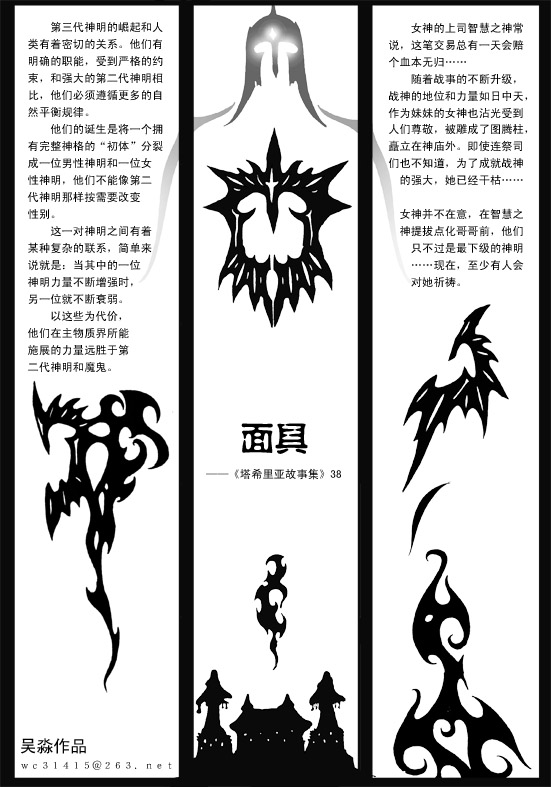 第三代神明的崛起和人
类有着密切的关系。他们有
明确的职能，受到严格的约
束，和强大的第二代神明相
比，他们必须遵循更多的自
然平衡规律。
他们的诞生是将一个拥
有完整神格的“初体”分裂
成一位男性神明和一位女
性神明，他们不能像第二
代神明那样按需要改变
性别。
这一对神明之间有着
某种复杂的联系，简单来
说就是：当其中的一位
神明力量不断增强时，
另一位就不断衰弱。
以这些为代价，
他们在主物质界所能
施展的力量远胜于第
二代神明和魔鬼。
吴淼作品
wc31415@263.net
面具
——《塔希里亚故事集》38
女神的上司智慧之神常
说，这笔交易总有一天会赔
个血本无归……
随着战事的不断升级，
战神的地位和力量如日中天，
作为妹妹的女神也沾光受到
人们尊敬，被雕成了图腾柱，
矗立在神庙外。即使连祭司
们也不知道，为了成就战神
的强大，她已经干枯……
女神并不在意，在智慧之
神提拔点化哥哥前，他们
只不过是最下级的神明
……现在，至少有人会
对她祈祷。